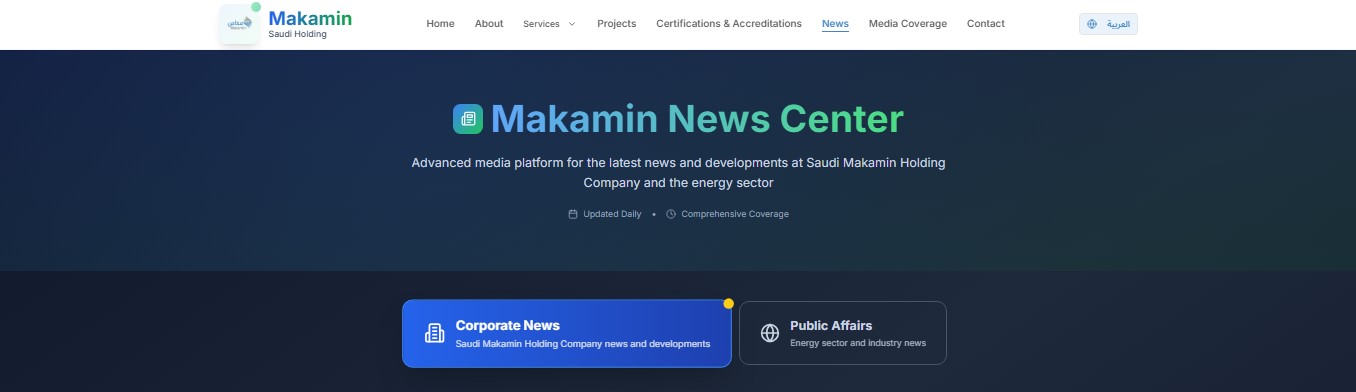 Makamin
Saudi Holding
Home
About
Services
Projects
Certifications & Accreditations
News
Media Coverage
Contact
العربية
Makamin News Center
Advanced media platform for the latest news and developments at Saudi Makamin Holding
Company and the energy sector
Updated Daily • Comprehensive Coverage
Corporate News
Saudi Makamin Holding Company news and developments
Public Affairs
Energy sector and industry news